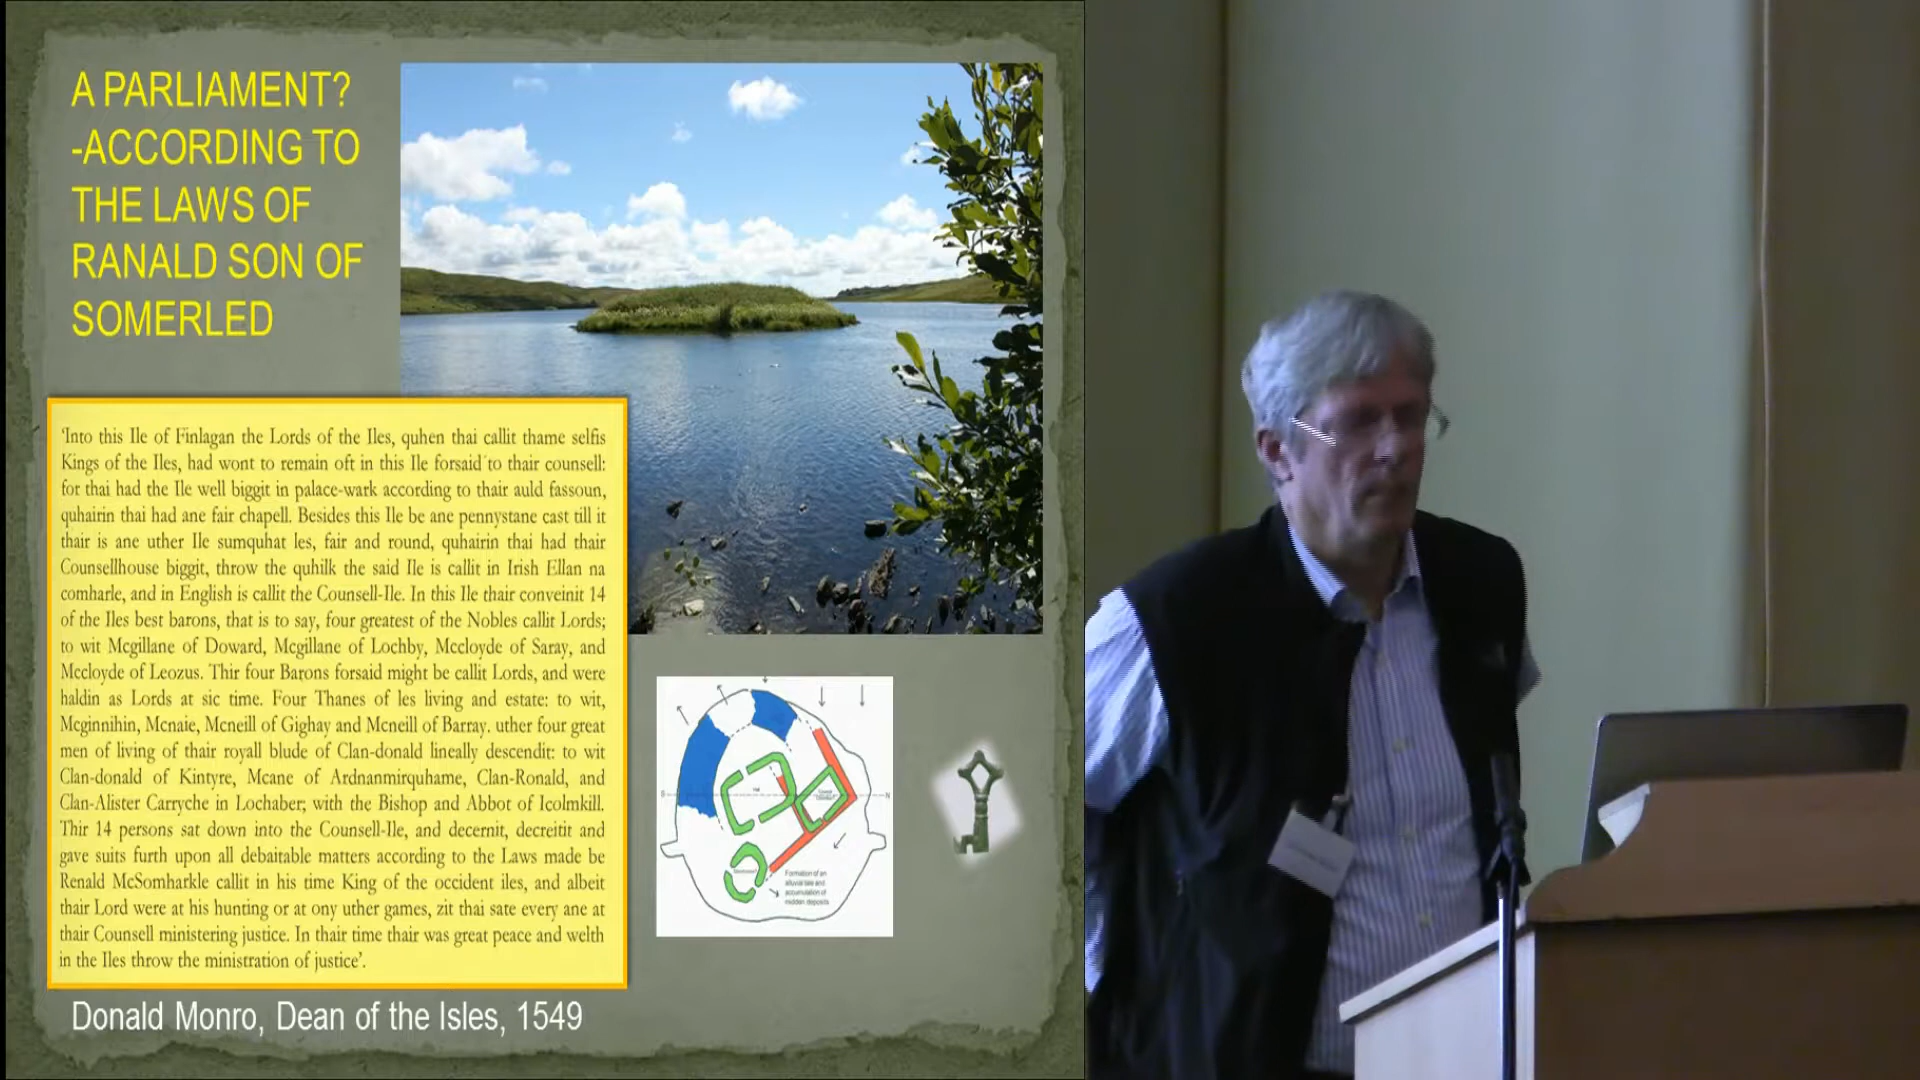 A PARLIAMENT?
-ACCORDING TO
THE LAWS OF
RANALD SON OF
SOMERLED
'Into this Ile of Finlagan the Lords of the Iles, quhen thai callit thame selfis
Kings of the Iles, had wont to remain oft in this Ile forsaid to thair counsell:
for thai had the Ile well biggit in palace-wark according to thair auld fassoun,
quhairin thai had ane fair chapell. Besides this Ile be ane pennystane cast till it
thair is ane uther Ile sumquhat les, fair and round, quhairin thai had thair
Counsellhouse biggit, throw the quhilk the said Ile is callit in Irish Ellan na
comharle, and in English is callit the Counsell-Ile. In this Ile thair conveinit 14
of the Iles best barons, that is to say, four greatest of the Nobles callit Lords;
to wit Mcgillane of Doward, Mcgillane of Lochby, Mccloyde of Saray, and
Mccloyde of Leozus. Thir four Barons forsaid might be callit Lords, and were
haldin as Lords at sic time. Four Thanes of les living and estate: to wit,
Mcginnihin, Mcnaie, Mcneill of Gighay and Mcneill of Barray. uther four great
men of living of thair royall blude of Clan-donald lineally descendit: to wit
Clan-donald of Kintyre, Mcane of Ardnanmirquhame, Clan-Ronald, and
Clan-Alister Carryche in Lochaber; with the Bishop and Abbot of Icolmkill.
Thir 14 persons sat down into the Counsell-Ile, and decernit, decreitit and
gave suits furth upon all debaitable matters according to the Laws made be
Renald McSomharkle callit in his time King of the occident iles, and albeit
thair Lord were at his hunting or at ony uther games, zit thai sate every ane at
thair Counsell ministering justice. In thair time thair was great peace and welth
in the Iles throw the ministration of justice'.
Donald Monro, Dean of the Isles, 1549
Formation of an
alluvial fan and
accumulation of
midden deposits